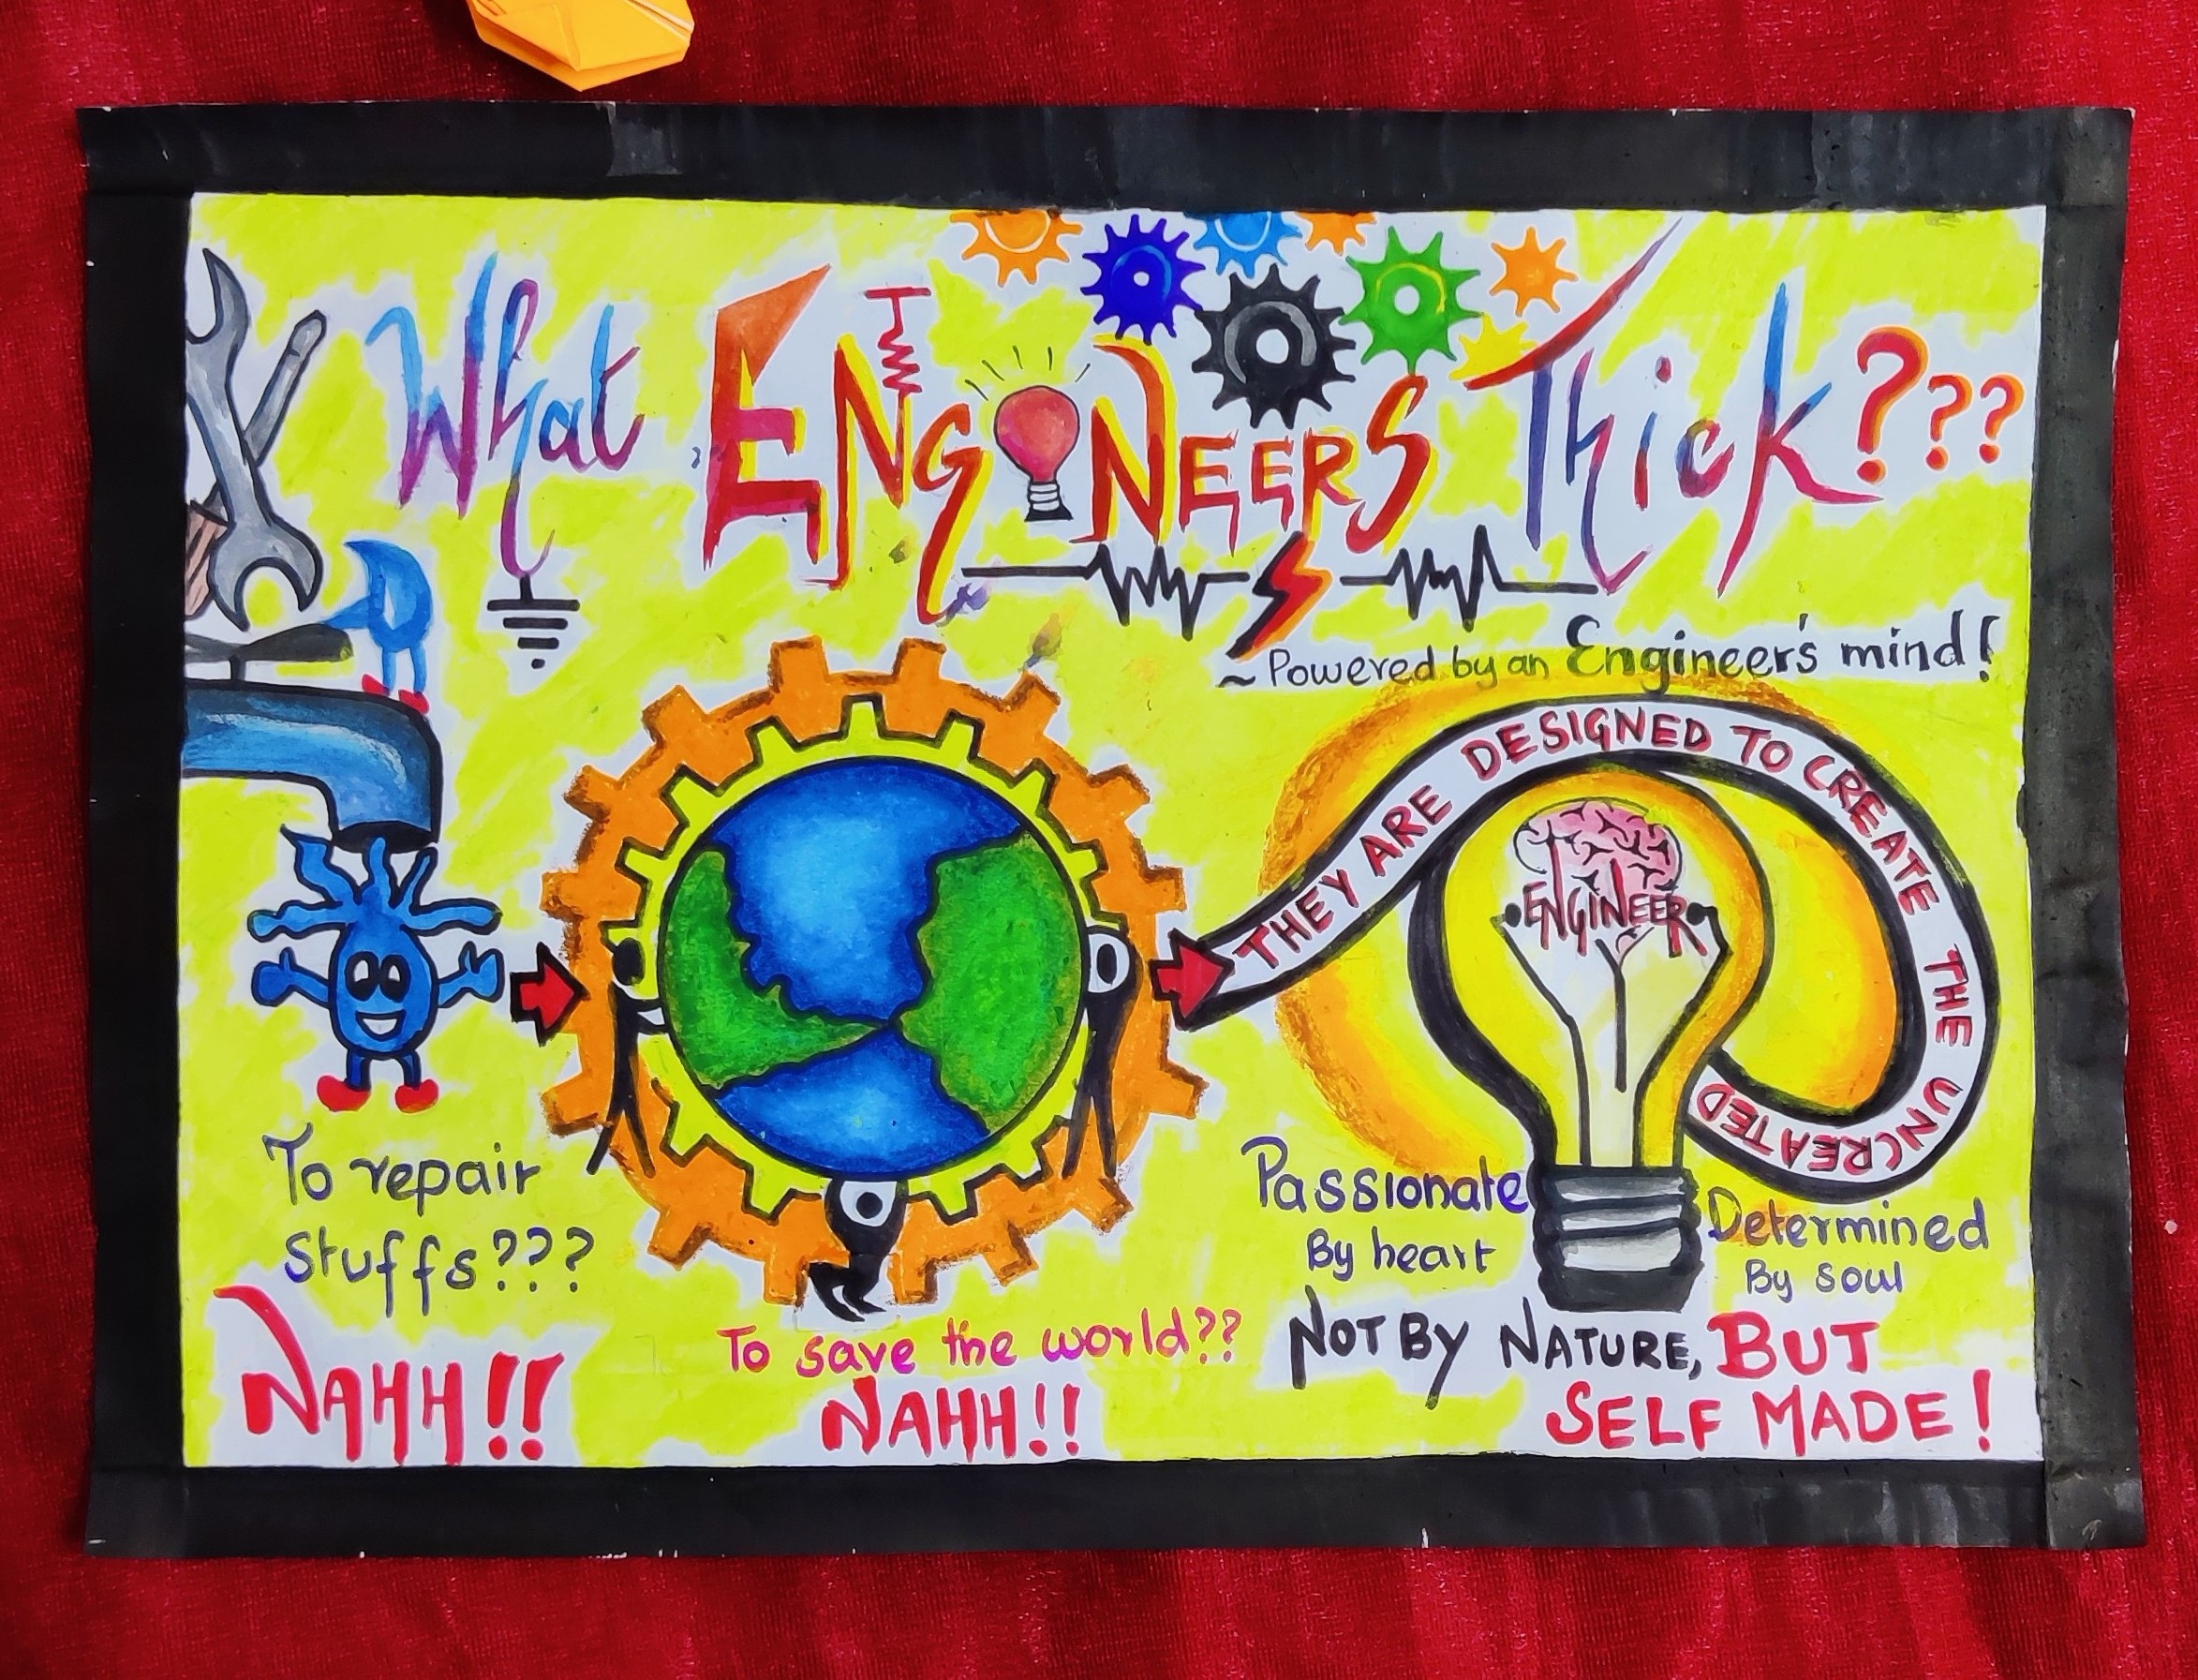 What ENGINEERS Thick???
~ Powered by an Engineer's mind!
THEY ARE DESIGNED TO CREATE THE UNCREATED
ENGINEER
To repair
stuffs???
NAHH!!
To save the world??
NAHH!!
Passionate
By heart
Determined
By soul
NOT BY NATURE, BUT
SELF MADE!